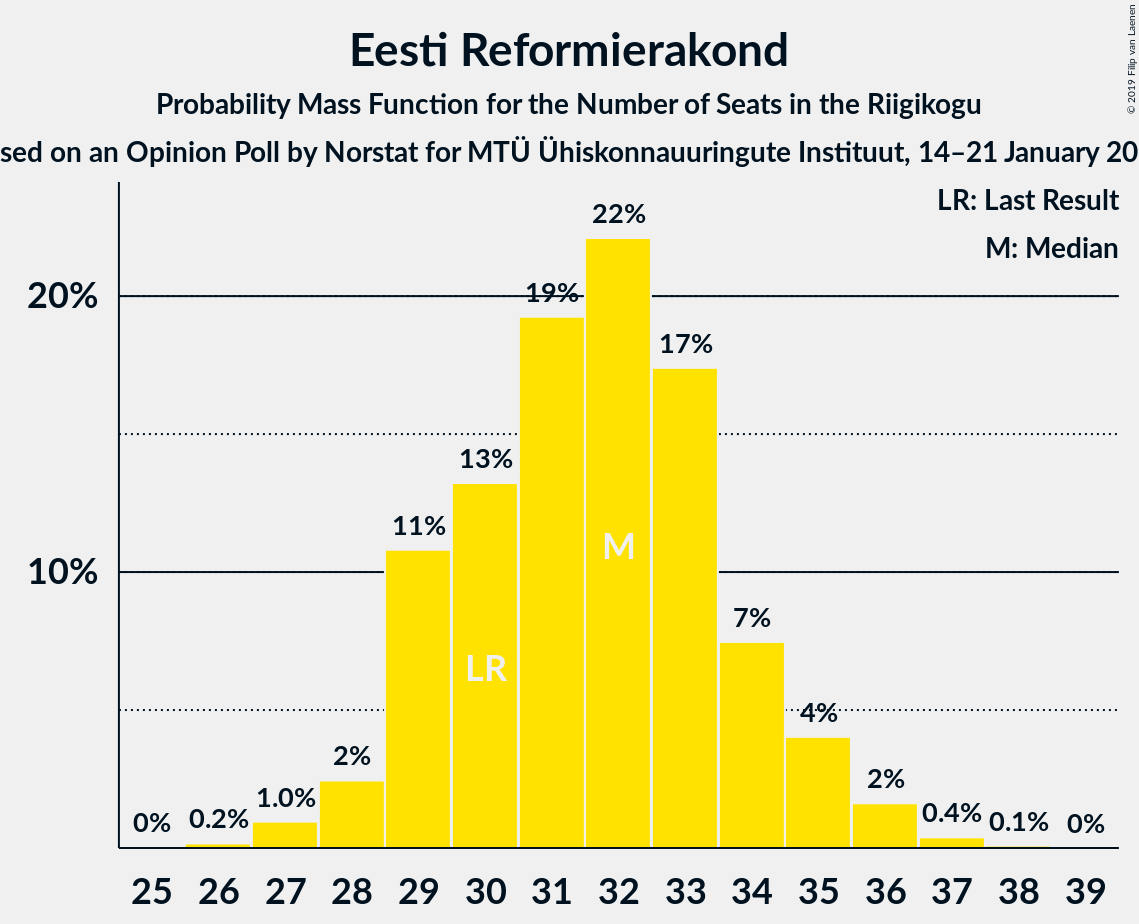 Eesti Reformierakond
Probability Mass Function for the Number of Seats in the Riigikogu
sed on an Opinion Poll by Norstat for MTÜ Ühiskonnauuringute Instituut, 14–21 January 20
© 2019 Filip van Laenen
LR: Last Result
M: Median
20%
10%
0%
0.2%
1.0%
2%
11%
13%
19%
22%
17%
7%
4%
2%
0.4%
0.1%
0%
LR
M
25 26 27 28 29 30 31 32 33 34 35 36 37 38 39